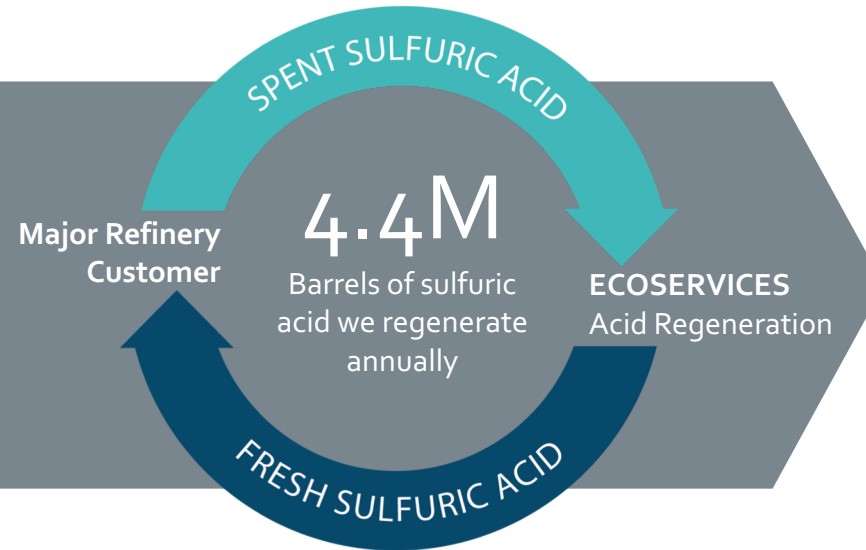 SPENT SULFURIC ACID
Major Refinery
Customer
4.4M
Barrels of sulfuric
acid we regenerate
annually
ECOSERVICES
Acid Regeneration
FRESH SULFURIC ACID